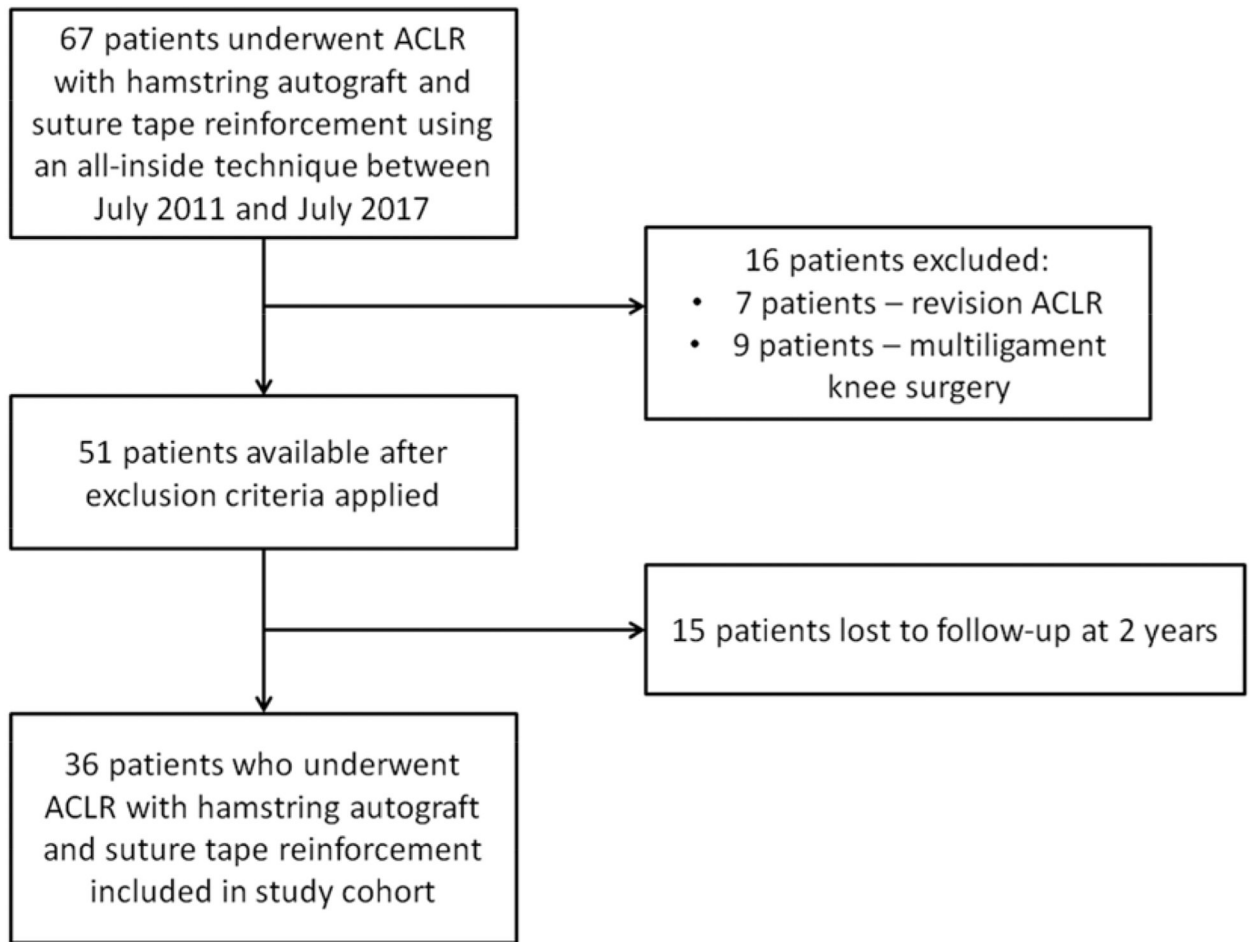 67 patients underwent ACLR
with hamstring autograft and
suture tape reinforcement using
an all-inside technique between
July 2011 and July 2017
16 patients excluded:
• 7 patients – revision ACLR
• 9 patients – multiligament
knee surgery
51 patients available after
exclusion criteria applied
15 patients lost to follow-up at 2 years
36 patients who underwent
ACLR with hamstring autograft
and suture tape reinforcement
included in study cohort